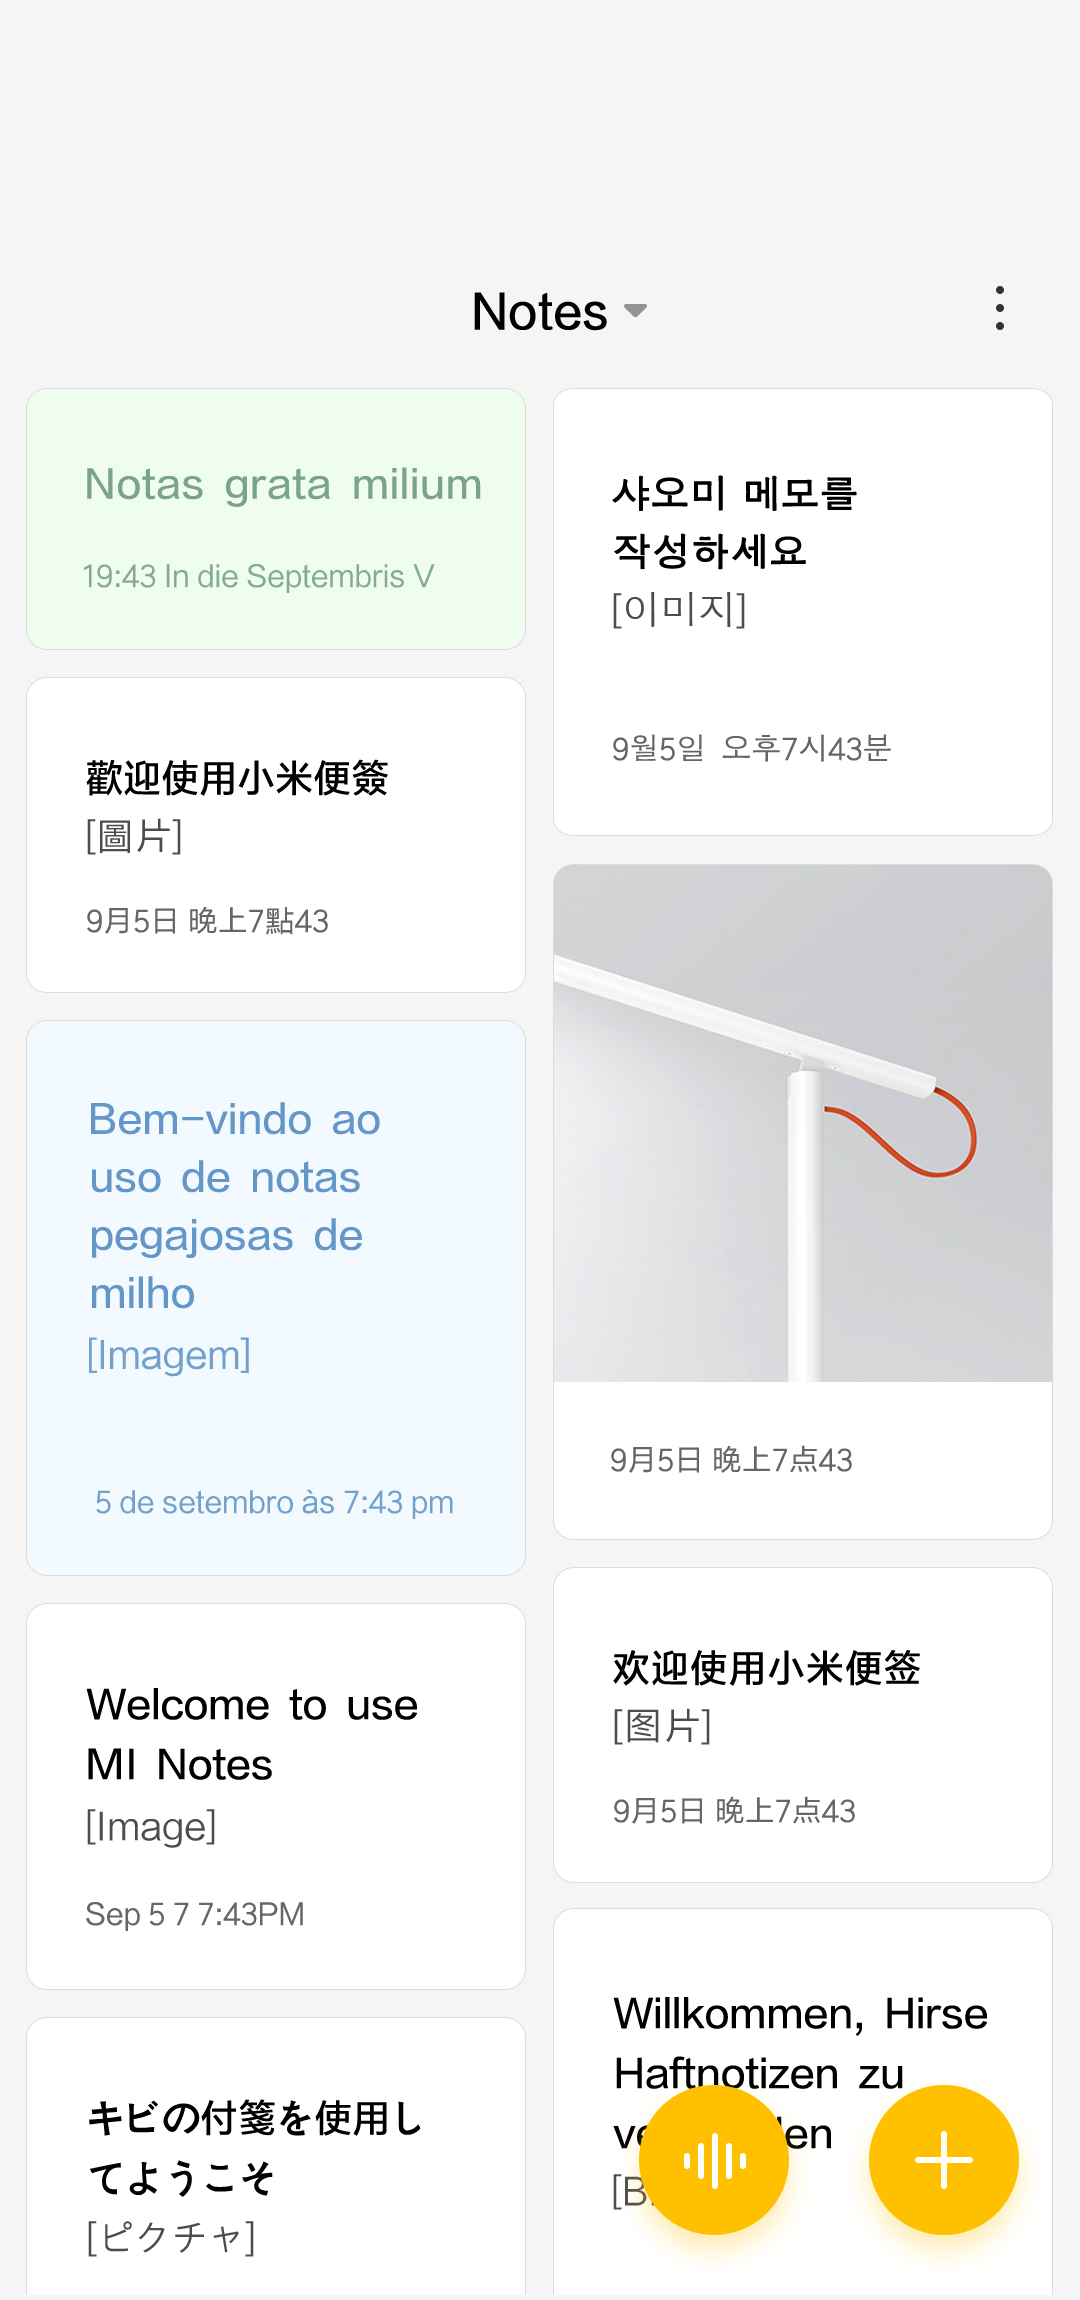 Notes
Notas grata milium
19:43 In die Septembris V
歡迎使用小米便簽
[圖片]
9月5日 晚上7點43
Bem-vindo ao
uso de notas
pegajosas de
milho
[Imagem]
5 de setembro às 7:43 pm
Welcome to use
MI Notes
[Image]
Sep 5 7 7:43PM
キビの付箋を使用し
てようこそ
[ピクチャ]
샤오미 메모를
작성하세요
[이미지]
9월5일 오후7시43분
9月5日 晚上7点43
欢迎使用小米便签
[图片]
9月5日 晚上7点43
Willkommen, Hirse
Haftnotizen zu